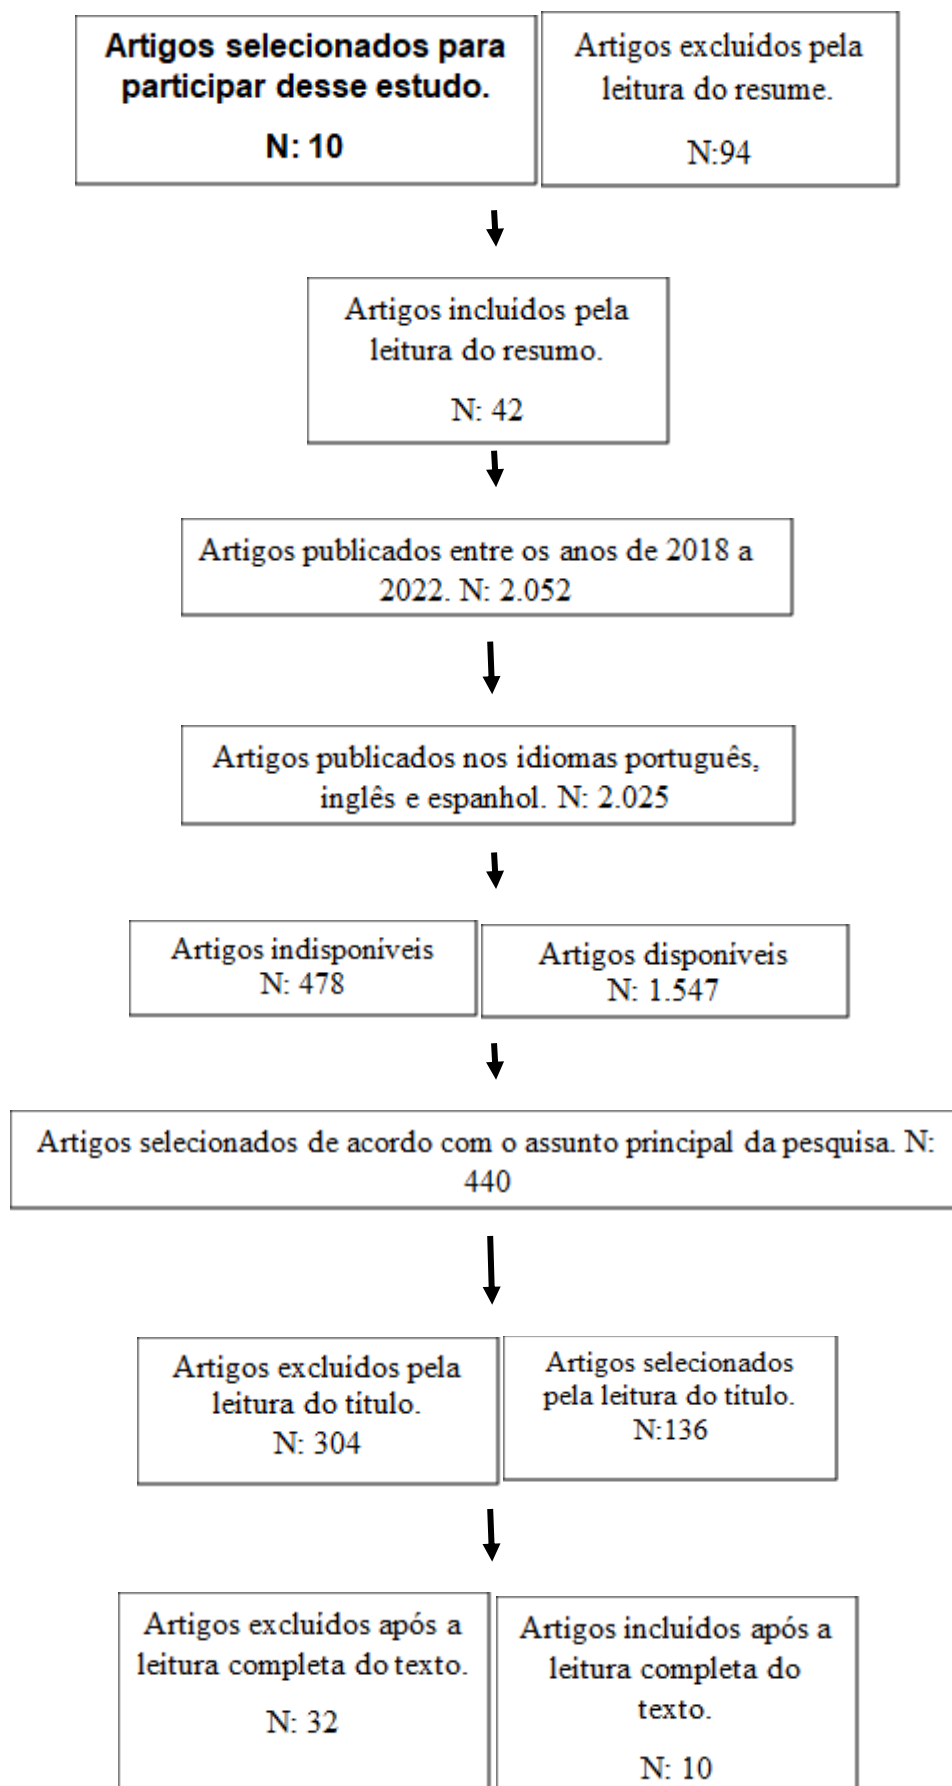 Artigos selecionados para
participar desse estudo.
N: 10
Artigos excluídos pela
leitura do resume.
N:94
Artigos incluídos pela
leitura do resumo.
N: 42
Artigos publicados entre os anos de 2018 a
2022. N: 2.052
Artigos publicados nos idiomas português,
inglês e espanhol. N: 2.025
Artigos indisponíveis
N: 478
Artigos disponíveis
N: 1.547
Artigos selecionados de acordo com o assunto principal da pesquisa. N:
440
Artigos excluídos pela
leitura do título.
N: 304
Artigos selecionados
pela leitura do título.
N:136
Artigos excluídos após a
leitura completa do texto.
N: 32
Artigos incluídos após a
leitura completa do
texto.
N: 10